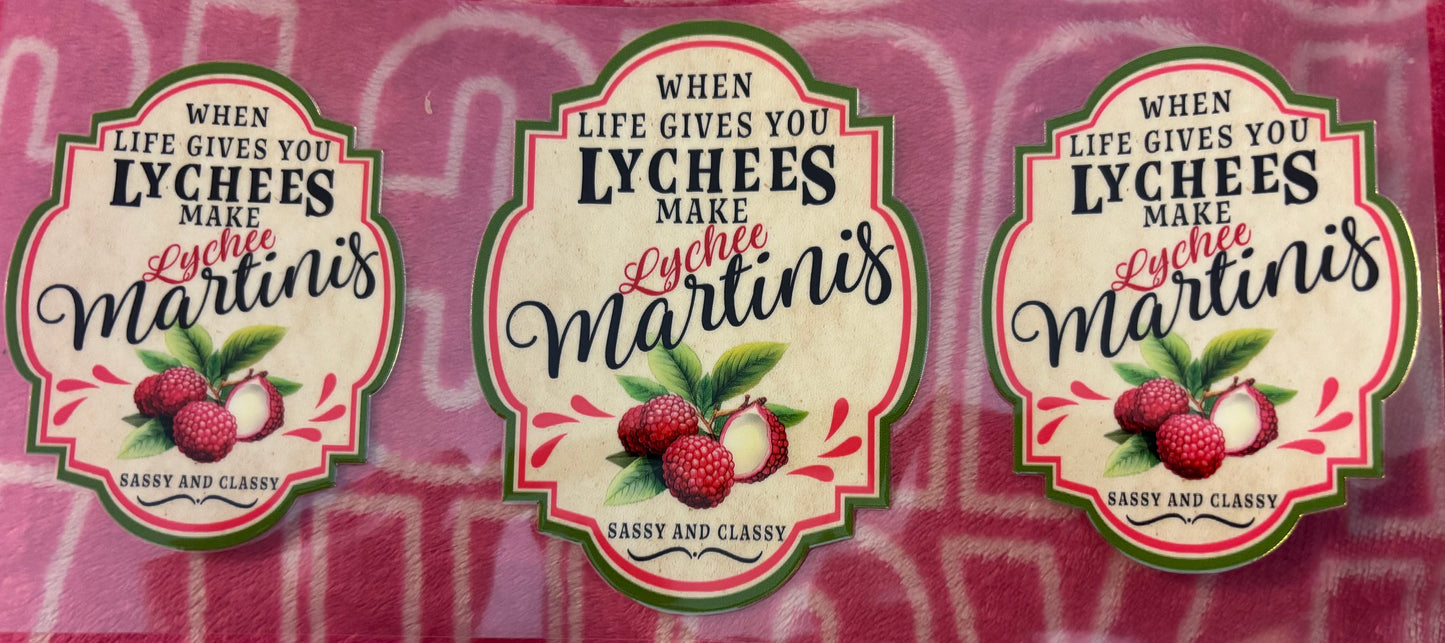 WHEN
LIFE GIVES YOU
LYCHEES
MAKE
Lychee
Martinis
SASSY AND CLASSY
WHEN
LIFE GIVES YOU
LYCHEES
MAKE
Lychee
Martinis
SASSY AND CLASSY
WHEN
LIFE GIVES YOU
LYCHEES
MAKE
Lychee
Martinis
SASSY AND CLASSY